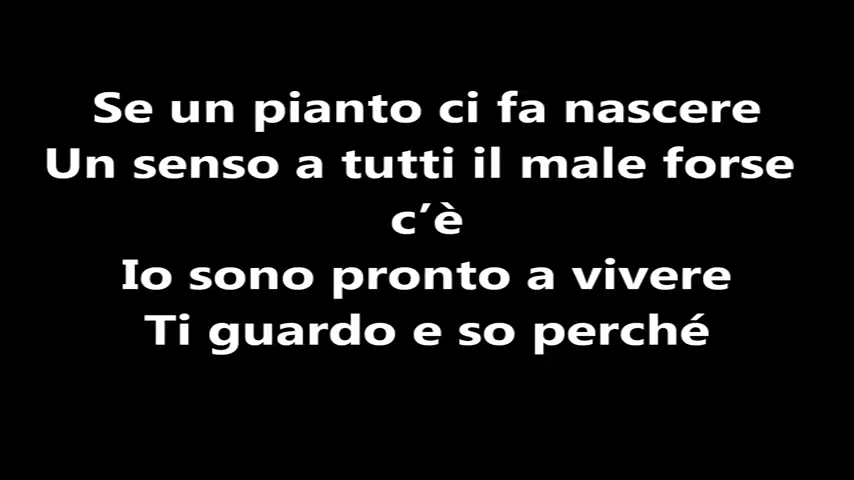 Se un pianto ci fa nascere
Un senso a tutti il male forse
c’è
Io sono pronto a vivere
Ti guardo e so perché